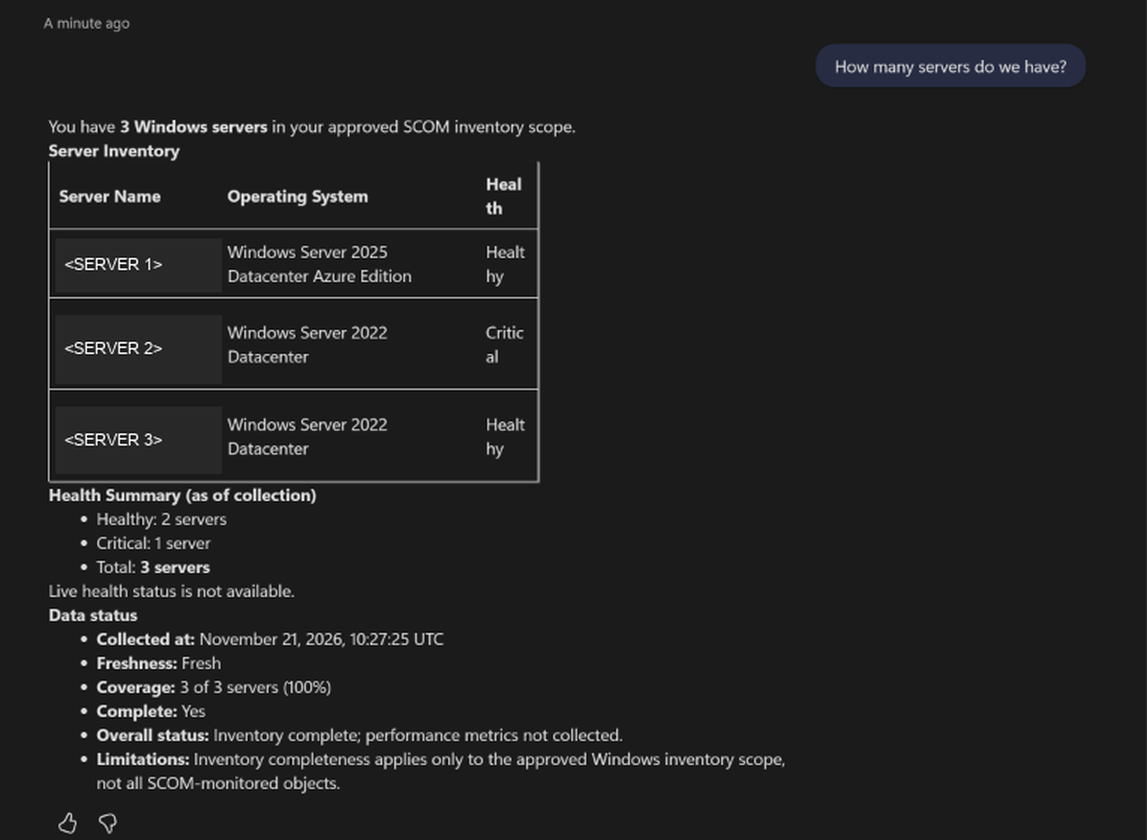 A minute ago
How many servers do we have?
You have 3 Windows servers in your approved SCOM inventory scope.
Server Inventory
Server Name Operating System Heal
th
<SERVER 1> Windows Server 2025 Healt
Datacenter Azure Edition hy
<SERVER 2> Windows Server 2022 Critic
Datacenter al
<SERVER 3> Windows Server 2022 Healt
Datacenter hy
Health Summary (as of collection)
• Healthy: 2 servers
• Critical: 1 server
• Total: 3 servers
Live health status is not available.
Data status
• Collected at: November 21, 2026, 10:27:25 UTC
• Freshness: Fresh
• Coverage: 3 of 3 servers (100%)
• Complete: Yes
• Overall status: Inventory complete; performance metrics not collected.
• Limitations: Inventory completeness applies only to the approved Windows inventory scope,
not all SCOM-monitored objects.